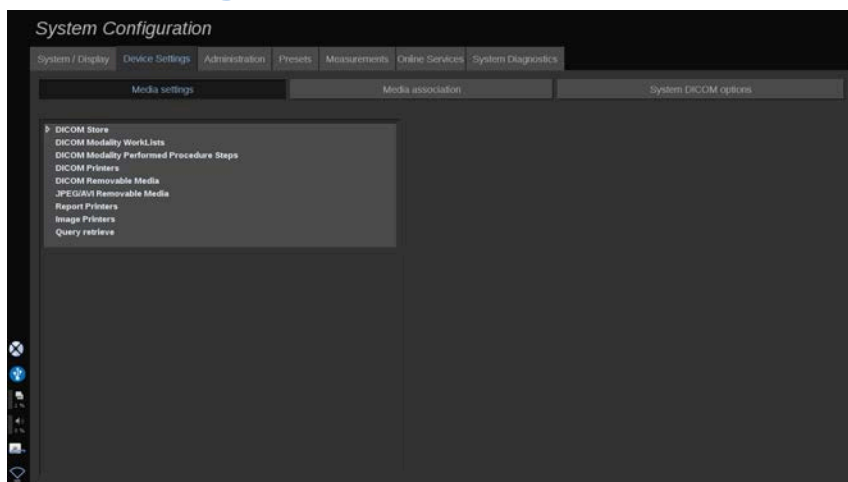 System Configuration
System / Display Device Settings Administration Presets Measurements Online Services System Diagnostics
Media settings Media association System DICOM options
DICOM Store
DICOM Modality WorkLists
DICOM Modality Performed Procedure Steps
DICOM Printers
DICOM Removable Media
JPEG/AVI Removable Media
Report Printers
Image Printers
Query retrieve